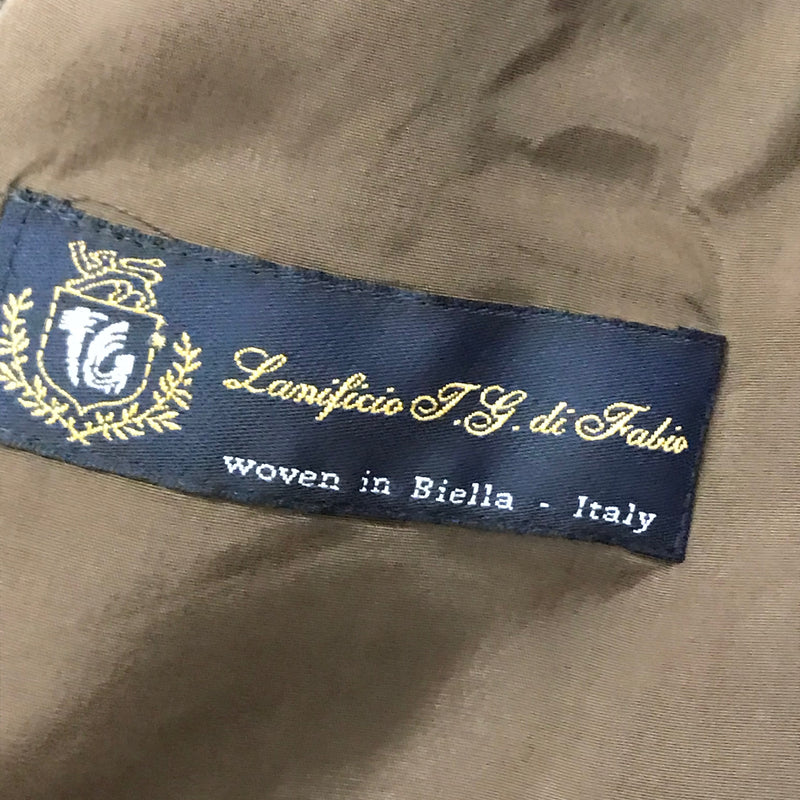 TG
Lanificio T.G. di Fabio
woven in Biella - Italy